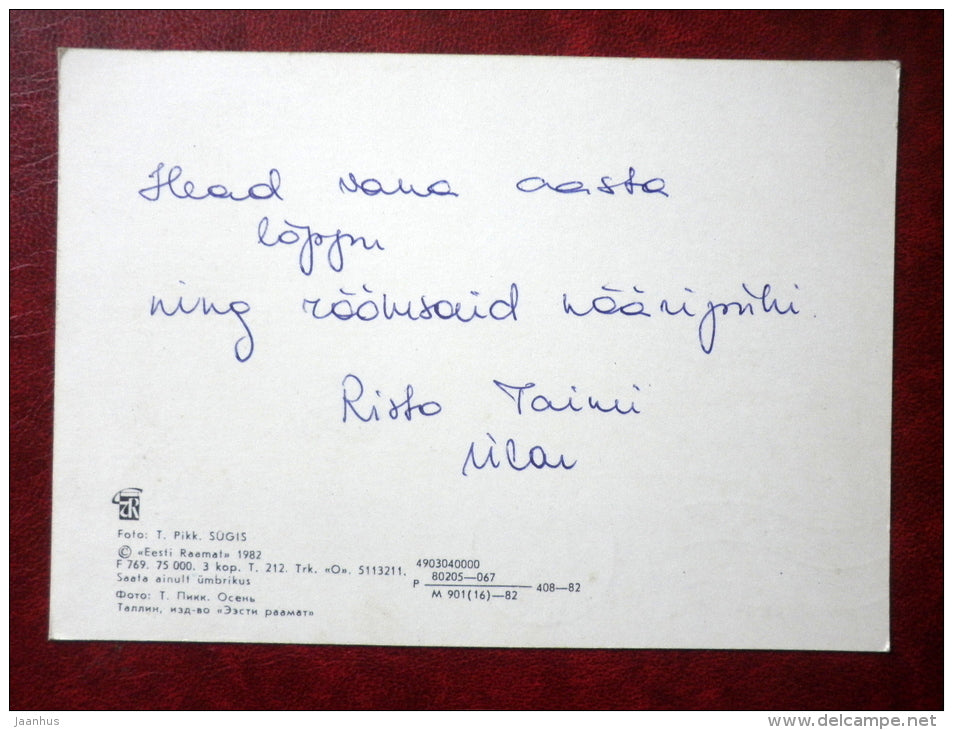 Head vana aasta
lõppu
ning rõõmsaid nääripühi.
Risto Taimi
Ülar
R
Foto: T. Pikk. SÜGIS
© «Eesti Raamat» 1982
F 769. 75 000. 3 kop. T. 212. Trk. «O». 5113211.
Saata ainult ümbrikus
P 4903040000
80205—067
M 901(16)—82
408—82
Фото: Т. Пикк. Осень
Таллин, изд-во «Ээсти раамат»
Jaanhus
www.delcampe.net